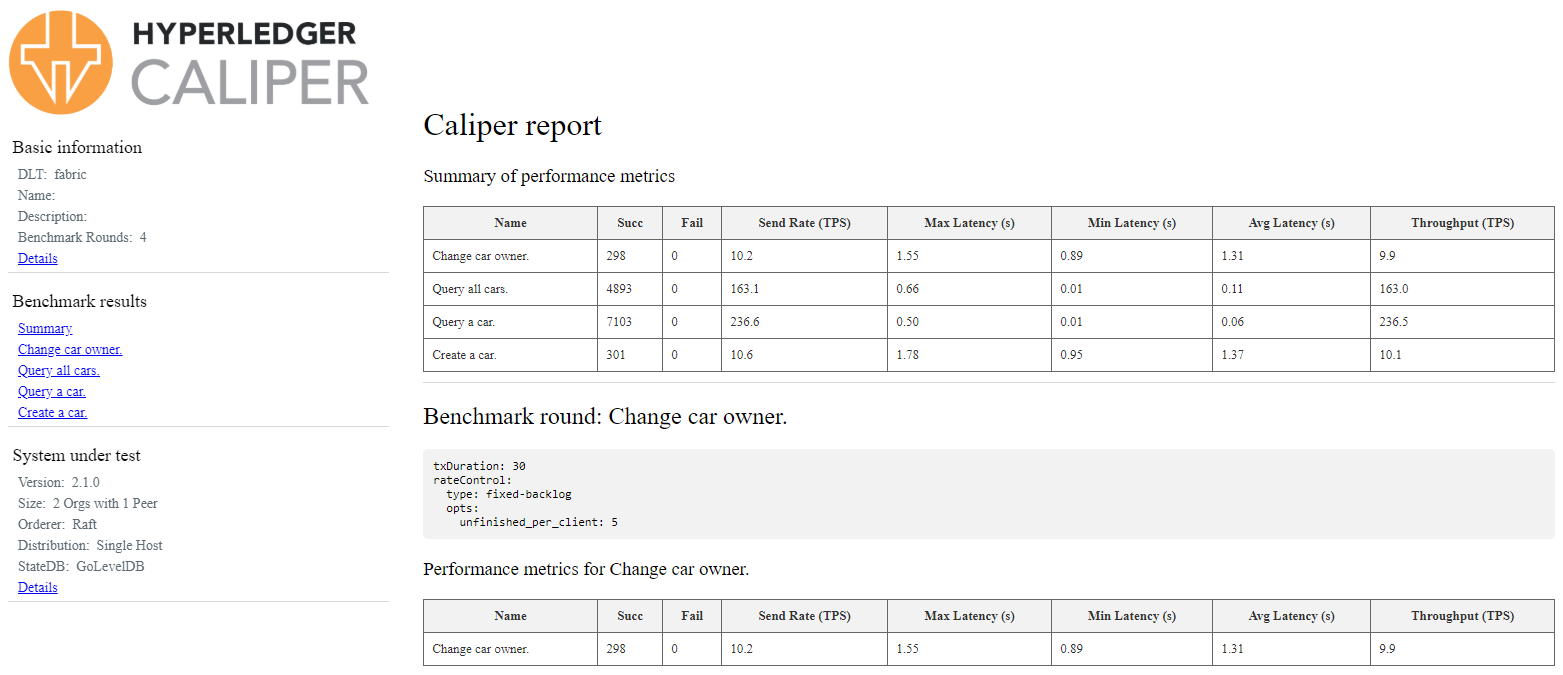 HYPERLEDGER
CALIPER
Basic information
DLT: fabric
Name:
Description:
Benchmark Rounds: 4
Details
Benchmark results
Summary
Change car owner.
Query all cars.
Query a car.
Create a car.
System under test
Version: 2.1.0
Size: 2 Orgs with 1 Peer
Orderer: Raft
Distribution: Single Host
StateDB: GoLevelDB
Details
Caliper report
Summary of performance metrics
Name Succ Fail Send Rate (TPS) Max Latency (s) Min Latency (s) Avg Latency (s) Throughput (TPS)
Change car owner. 298 0 10.2 1.55 0.89 1.31 9.9
Query all cars. 4893 0 163.1 0.66 0.01 0.11 163.0
Query a car. 7103 0 236.6 0.50 0.01 0.06 236.5
Create a car. 301 0 10.6 1.78 0.95 1.37 10.1
Benchmark round: Change car owner.
txDuration: 30
rateControl:
type: fixed-backlog
opts:
unfinished_per_client: 5
Performance metrics for Change car owner.
Name Succ Fail Send Rate (TPS) Max Latency (s) Min Latency (s) Avg Latency (s) Throughput (TPS)
Change car owner. 298 0 10.2 1.55 0.89 1.31 9.9